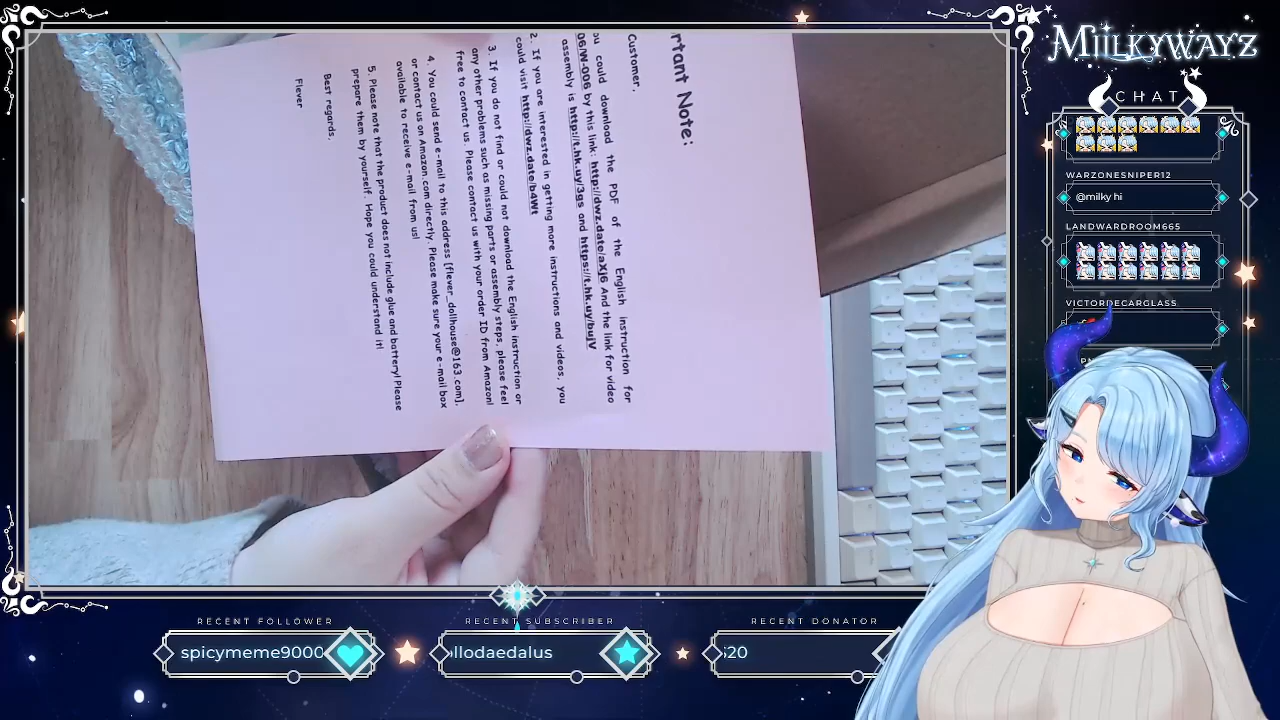 rtant Note:
Customer,
ou could download the PDF of the English instruction for
06/W-006 by this link: http://dwz.date/aXj6 And the link for video
assembly is http://t.hk.uy/3gs and https://t.hk.uy/bujV
2. If you are interested in getting more instructions and videos, you
could visit http://dwz.date/b4Wt
3. If you do not find or could not download the English instruction or
any other problems such as missing parts or assembly steps, please feel
free to contact us. Please contact us with your order ID from Amazon!
4. You could send e-mail to this address [flever_dollhouse@163.com],
or contact us on Amazon.com directly. Please make sure your e-mail box
available to receive e-mail from us!
5. Please note that the product does not include glue and battery! Please
prepare them by yourself. Hope you could understand it!
Best regards,
Flever
MIILKYWAYZ
CHAT
WARZONESNIPER12
@milky hi
LANDWARDROOM665
VICTORDECARGLASS
RECENT FOLLOWER
spicymeme9000
RECENT SUBSCRIBER
llodaedalus
RECENT DONATOR
$20